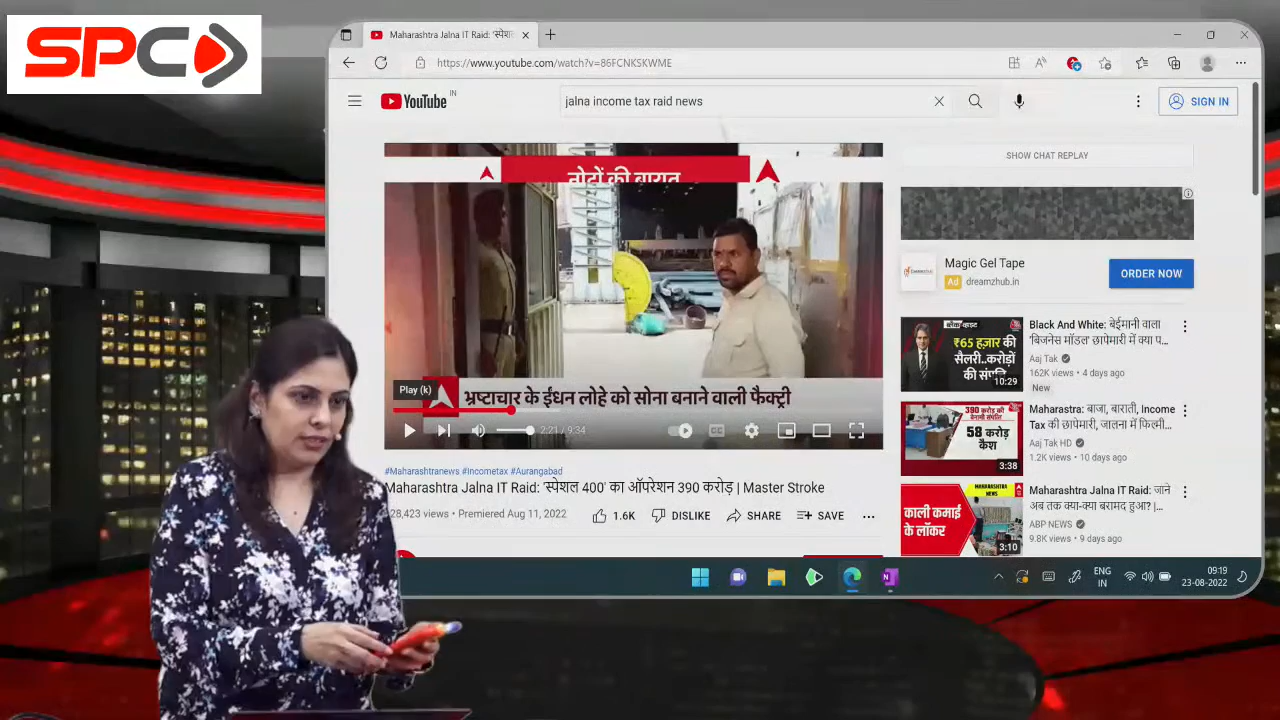 SPC
Maharashtra Jalna IT Raid: 'स्पेशल
https://www.youtube.com/watch?v=86FCNKSKWME
YouTube IN
jalna income tax raid news
SIGN IN
नोटों की बारात
Play (k)
भ्रष्टाचार के ईंधन लोहे को सोना बनाने वाली फैक्ट्री
2:21 / 9:34
#Maharashtranews #incometax #Aurangabad
Maharashtra Jalna IT Raid: 'स्पेशल 400' का ऑपरेशन 390 करोड़ | Master Stroke
28,423 views • Premiered Aug 11, 2022
1.6K
DISLIKE
SHARE
SAVE
SHOW CHAT REPLAY
Magic Gel Tape
Ad dreamzhub.in
ORDER NOW
₹65 हज़ार की
सैलरी..करोड़ों
की संपत्ति
10:29
Black And White: बेईमानी वाला
'बिजनेस मॉडल' छापेमारी में क्या प...
Aaj Tak
162K views • 4 days ago
New
58 करोड़
कैश
3:38
Maharastra: बाजा, बाराती, Income
Tax की छापेमारी, जालना में फिल्मी...
Aaj Tak HD
1.2K views • 10 days ago
MAHARASHTRA
NEWS
काली कमाई
के लॉकर
3:10
Maharashtra Jalna IT Raid: जाने
अब तक क्या-क्या बरामद हुआ? |...
ABP NEWS
9.8K views • 9 days ago
ENG
IN
09:19
23-08-2022